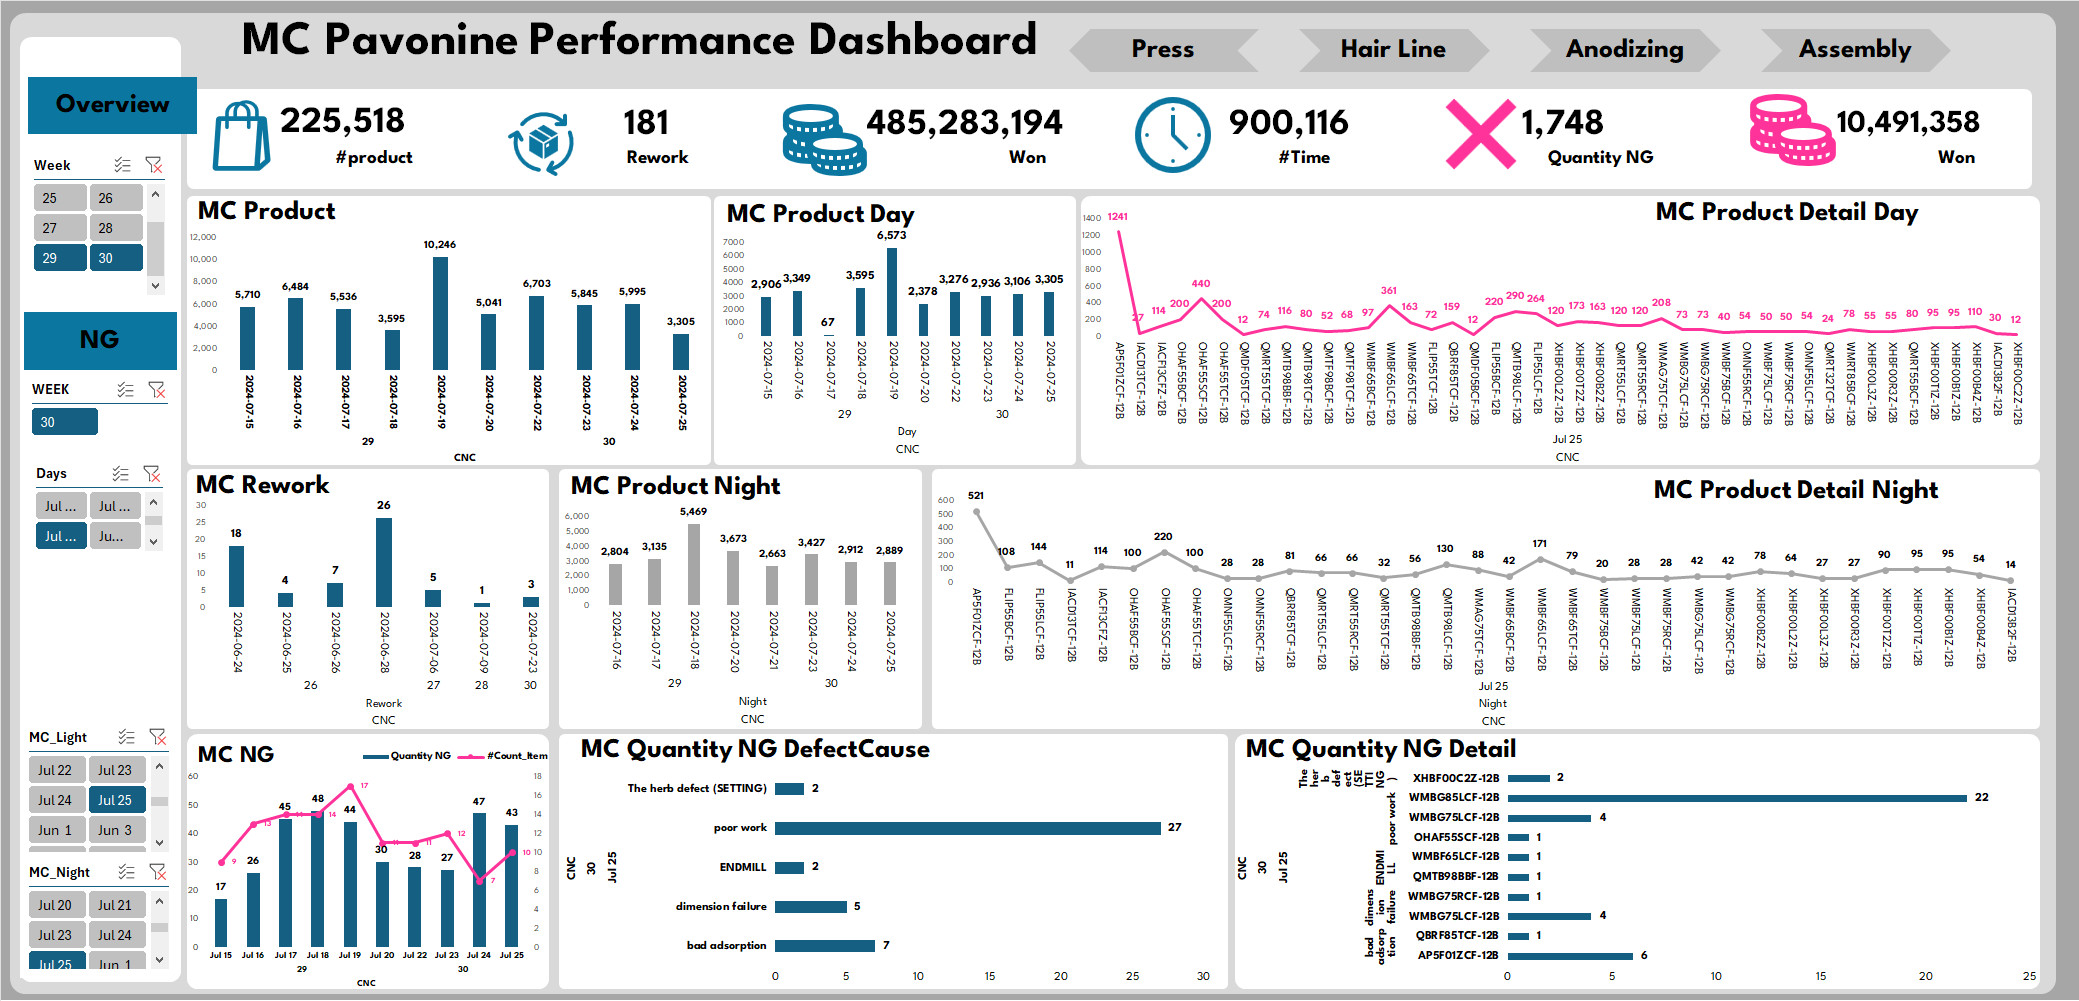 MC Pavonine Performance Dashboard
Press
Hair Line
Anodizing
Assembly
Overview
225,518
#product
181
Rework
485,283,194
Won
900,116
#Time
1,748
Quantity NG
10,491,358
Won
Week
25 26
27 28
29 30
NG
WEEK
30
Days
Jul ... Jul ...
Jul ... Ju...
MC_Light
Jul 22 Jul 23
Jul 24 Jul 25
Jun 1 Jun 3
MC_Night
Jul 20 Jul 21
Jul 23 Jul 24
Jul 25 Jun 1
MC Product
12,000
10,000
8,000
6,000
4,000
2,000
0
5,710 6,484 5,536 3,595 10,246 5,041 6,703 5,845 5,995 3,305
2024-07-15 2024-07-16 2024-07-17 2024-07-18 2024-07-19 2024-07-20 2024-07-22 2024-07-23 2024-07-24 2024-07-25
29 30
CNC
MC Product Day
7000
6000
5000
4000
3000
2000
1000
0
2,906 3,349 67 3,595 6,573 2,378 3,276 2,936 3,106 3,305
2024-07-15 2024-07-16 2024-07-17 2024-07-18 2024-07-19 2024-07-20 2024-07-22 2024-07-23 2024-07-24 2024-07-25
29 30
Day
CNC
MC Product Detail Day
1400
1200
1000
800
600
400
200
0
1241 27 114 200 440 200 12 74 116 80 52 68 97 361 163 72 159 12 220 290 264 120 173 163 120 120 208 73 73 40 54 50 50 54 24 78 55 55 80 95 95 110 30 12
AP5F01ZCF-12B IACD13TCF-12B IACF13CFZ-12B OHAF55BCF-12B OHAF55SCF-12B OHAF55TCF-12B QMDF05TCF-12B QMRT55TCF-12B QMTB98BBF-12B QMTB98TCF-12B QMTF98BCF-12B QMTF98TCF-12B WMBF65BCF-12B WMBF65LCF-12B WMBF65TCF-12B FLIP55TCF-12B QBRF85TCF-12B QMDF05BCF-12B FLIP55BCF-12B QMTB98LCF-12B FLIP55LCF-12B XHBF00L2Z-12B XHBF00T2Z-12B XHBF00B2Z-12B QMRT55LCF-12B QMRT55RCF-12B WMAG75TCF-12B WMBG75LCF-12B WMBG75RCF-12B WMBF75BCF-12B OMNF55RCF-12B WMBF75LCF-12B WMBF75RCF-12B OMNF55LCF-12B QMRT32TCF-12B WMRT85BCF-12B XHBF00L3Z-12B XHBF00R3Z-12B QMRT55BCF-12B XHBF00T1Z-12B XHBF00B1Z-12B XHBF00B4Z-12B IACD13B2F-12B XHBF00C2Z-12B
Jul 25
CNC
MC Rework
30
25
20
15
10
5
0
18 4 7 26 5 1 3
2024-06-24 2024-06-25 2024-06-26 2024-06-28 2024-07-06 2024-07-09 2024-07-23
26 27 28 30
Rework
CNC
MC Product Night
6,000
5,000
4,000
3,000
2,000
1,000
0
2,804 3,135 5,469 3,673 2,663 3,427 2,912 2,889
2024-07-16 2024-07-17 2024-07-18 2024-07-20 2024-07-21 2024-07-23 2024-07-24 2024-07-25
29 30
Night
CNC
MC Product Detail Night
600
500
400
300
200
100
0
521 108 144 11 114 100 220 100 28 28 81 66 66 32 56 130 88 42 171 79 20 28 28 42 42 78 64 27 27 90 95 95 54 14
AP5F01ZCF-12B FLIP55BCF-12B FLIP55LCF-12B IACD13TCF-12B IACF13CFZ-12B OHAF55BCF-12B OHAF55SCF-12B OHAF55TCF-12B OMNF55LCF-12B OMNF55RCF-12B QBRF85TCF-12B QMRT55LCF-12B QMRT55RCF-12B QMRT55TCF-12B QMTB98BBF-12B QMTB98LCF-12B WMAG75TCF-12B WMBF65BCF-12B WMBF65LCF-12B WMBF65TCF-12B WMBF75BCF-12B WMBF75LCF-12B WMBF75RCF-12B WMBG75LCF-12B WMBG75RCF-12B XHBF00B2Z-12B XHBF00L2Z-12B XHBF00L3Z-12B XHBF00R3Z-12B XHBF00T2Z-12B XHBF00T1Z-12B XHBF00B1Z-12B XHBF00B4Z-12B IACD13B2F-12B
Jul 25
Night
CNC
MC NG
Quantity NG #Count_Item
60
50
40
30
20
10
0
17 26 45 48 44 30 28 27 47 43
9 13 14 14 17 11 11 12 7 10
18
16
14
12
10
8
6
4
2
0
Jul 15 Jul 16 Jul 17 Jul 18 Jul 19 Jul 20 Jul 22 Jul 23 Jul 24 Jul 25
29 30
CNC
MC Quantity NG DefectCause
The herb defect (SETTING) 2
poor work 27
ENDMILL 2
dimension failure 5
bad adsorption 7
CNC
30
Jul 25
0 5 10 15 20 25 30
MC Quantity NG Detail
The herb defect(SETTING)
XHBF00C2Z-12B 2
poor work
WMBG85LCF-12B 22
WMBG75LCF-12B 4
OHAF55SCF-12B 1
ENDMILL
WMBF65LCF-12B 1
QMTB98BBF-12B 1
dimension failure
WMBG75RCF-12B 1
WMBG75LCF-12B 4
bad adsorption
QBRF85TCF-12B 1
AP5F01ZCF-12B 6
CNC
30
Jul 25
0 5 10 15 20 25